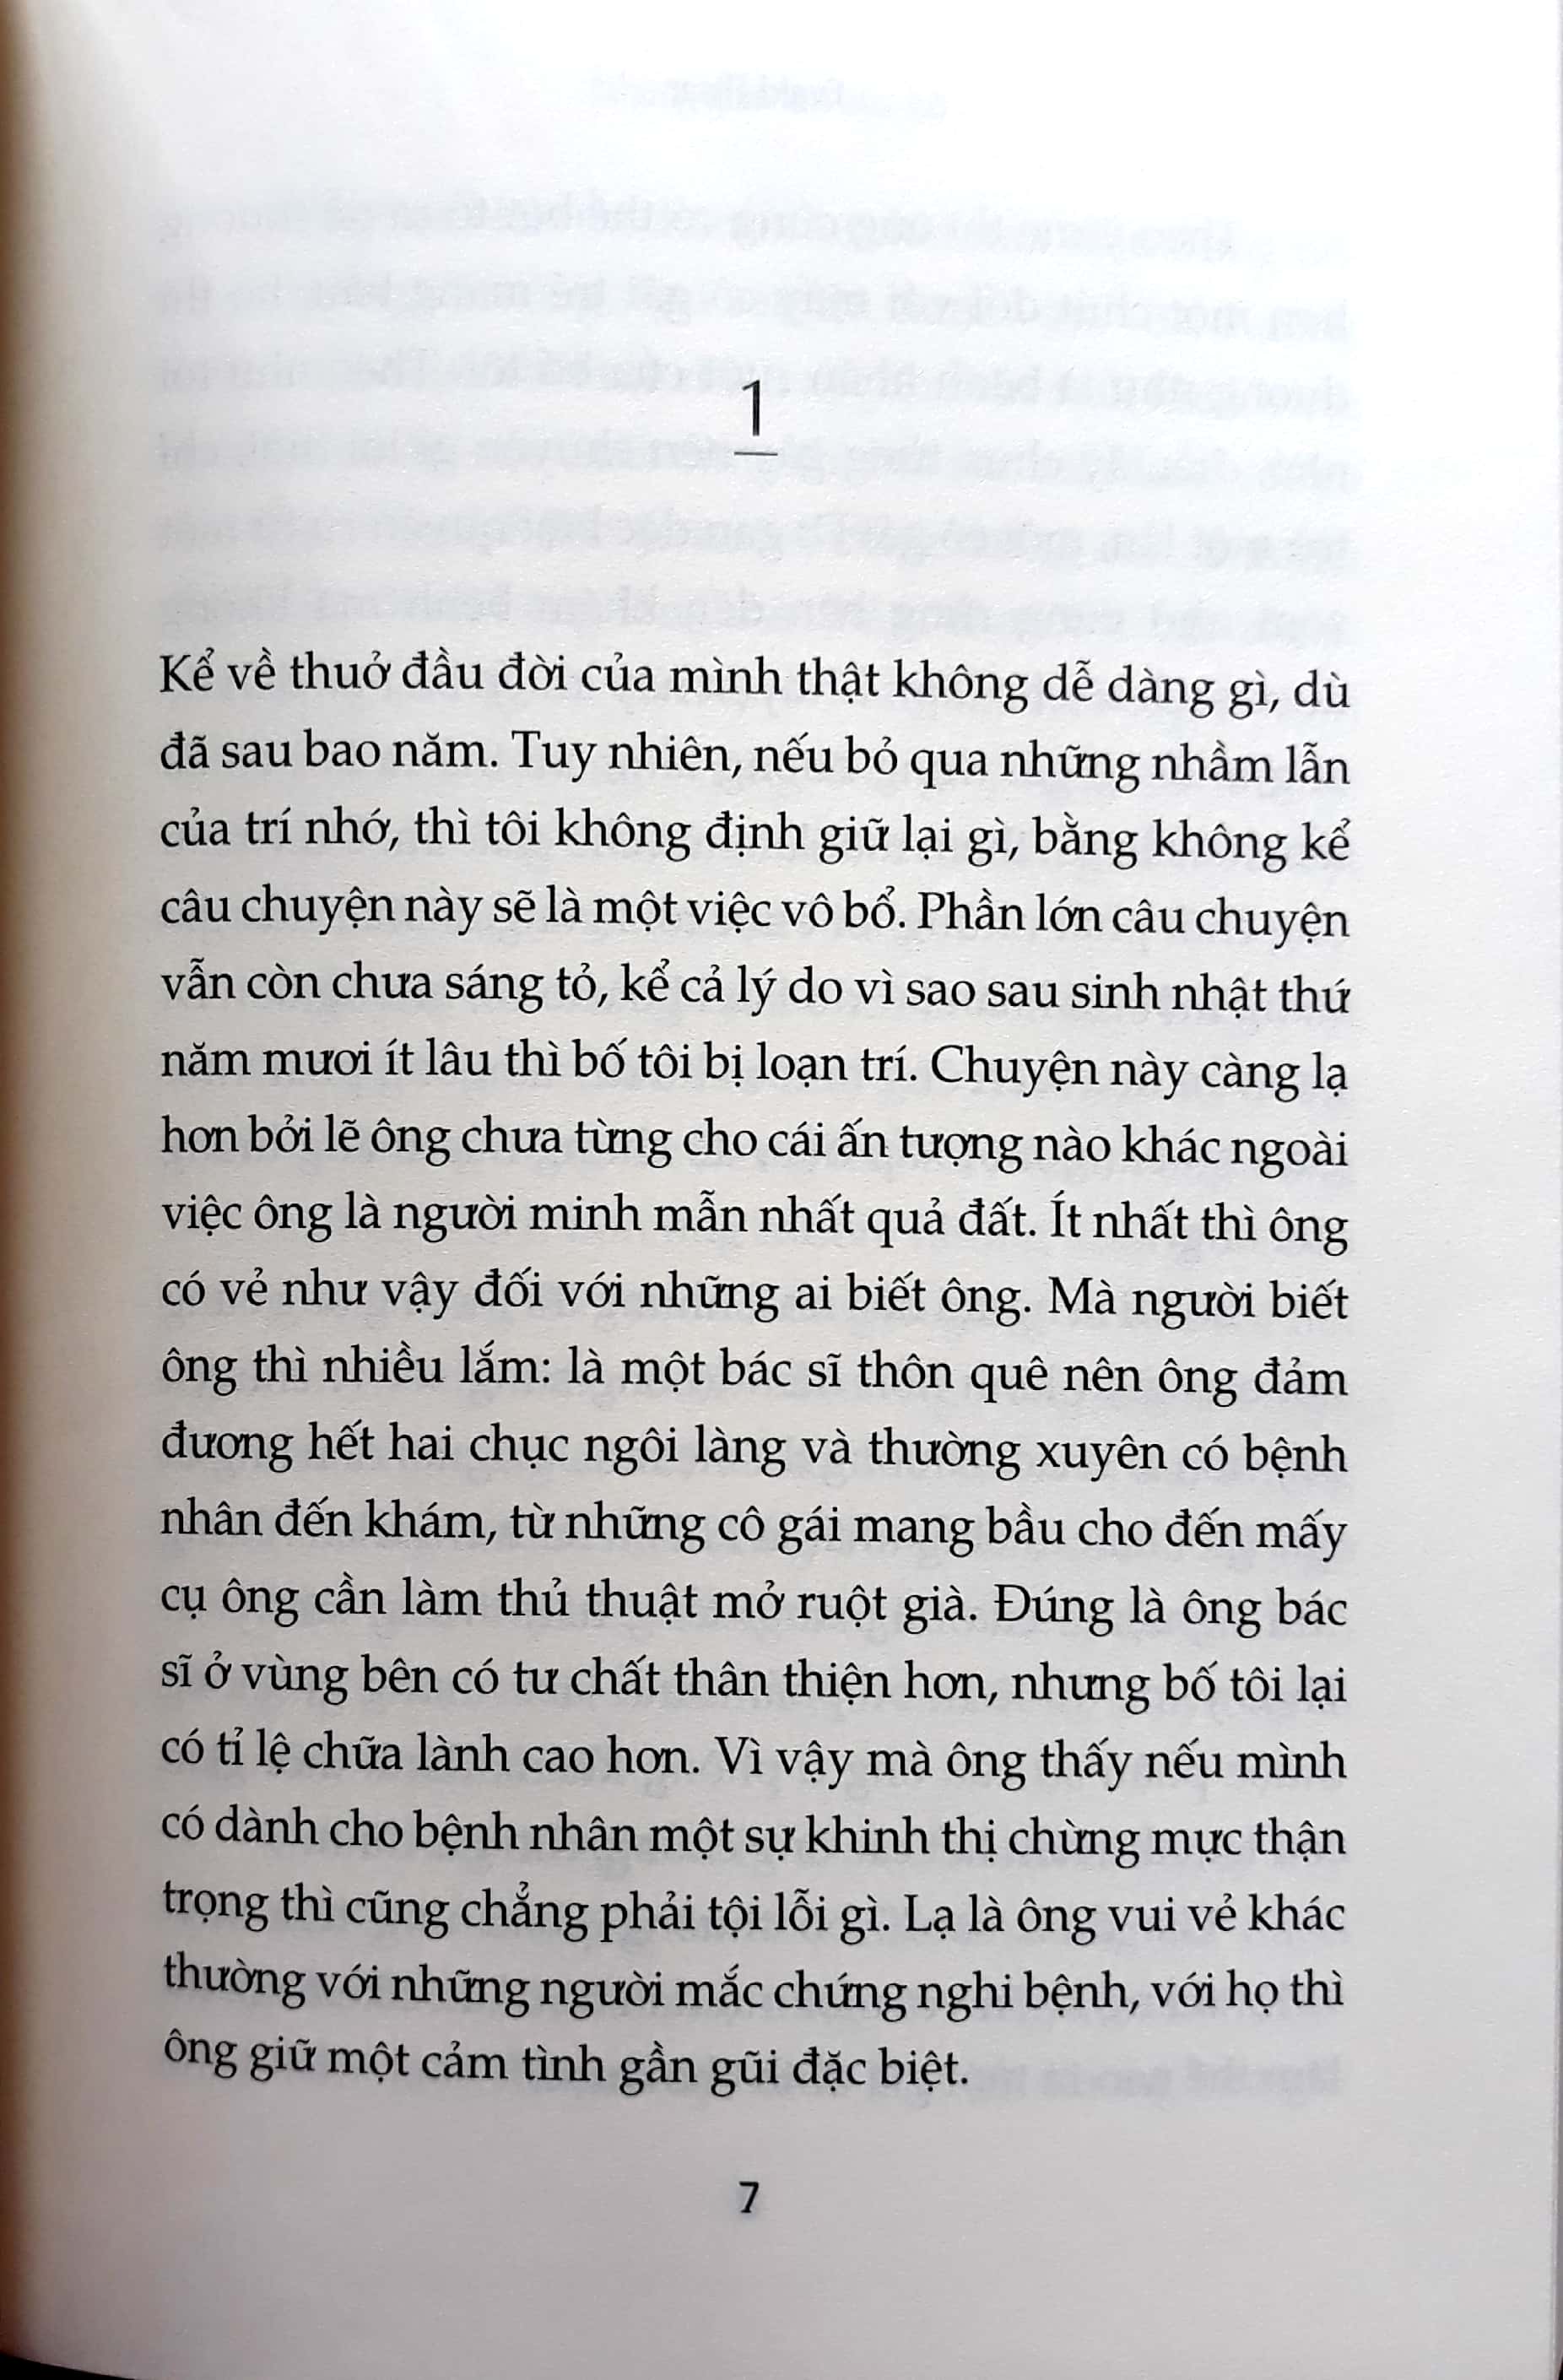 1
Kể về thuở đầu đời của mình thật không dễ dàng gì, dù
đã sau bao năm. Tuy nhiên, nếu bỏ qua những nhầm lẫn
của trí nhớ, thì tôi không định giữ lại gì, bằng không kể
câu chuyện này sẽ là một việc vô bổ. Phần lớn câu chuyện
vẫn còn chưa sáng tỏ, kể cả lý do vì sao sau sinh nhật thứ
năm mươi ít lâu thì bố tôi bị loạn trí. Chuyện này càng lạ
hơn bởi lẽ ông chưa từng cho cái ấn tượng nào khác ngoài
việc ông là người minh mẫn nhất quả đất. Ít nhất thì ông
có vẻ như vậy đối với những ai biết ông. Mà người biết
ông thì nhiều lắm: là một bác sĩ thôn quê nên ông đảm
đương hết hai chục ngôi làng và thường xuyên có bệnh
nhân đến khám, từ những cô gái mang bầu cho đến mấy
cụ ông cần làm thủ thuật mở ruột già. Đúng là ông bác
sĩ ở vùng bên có tư chất thân thiện hơn, nhưng bố tôi lại
có tỉ lệ chữa lành cao hơn. Vì vậy mà ông thấy nếu mình
có dành cho bệnh nhân một sự khinh thị chừng mực thận
trọng thì cũng chẳng phải tội lỗi gì. Lạ là ông vui vẻ khác
thường với những người mắc chứng nghi bệnh, với họ thì
ông giữ một cảm tình gần gũi đặc biệt.
7